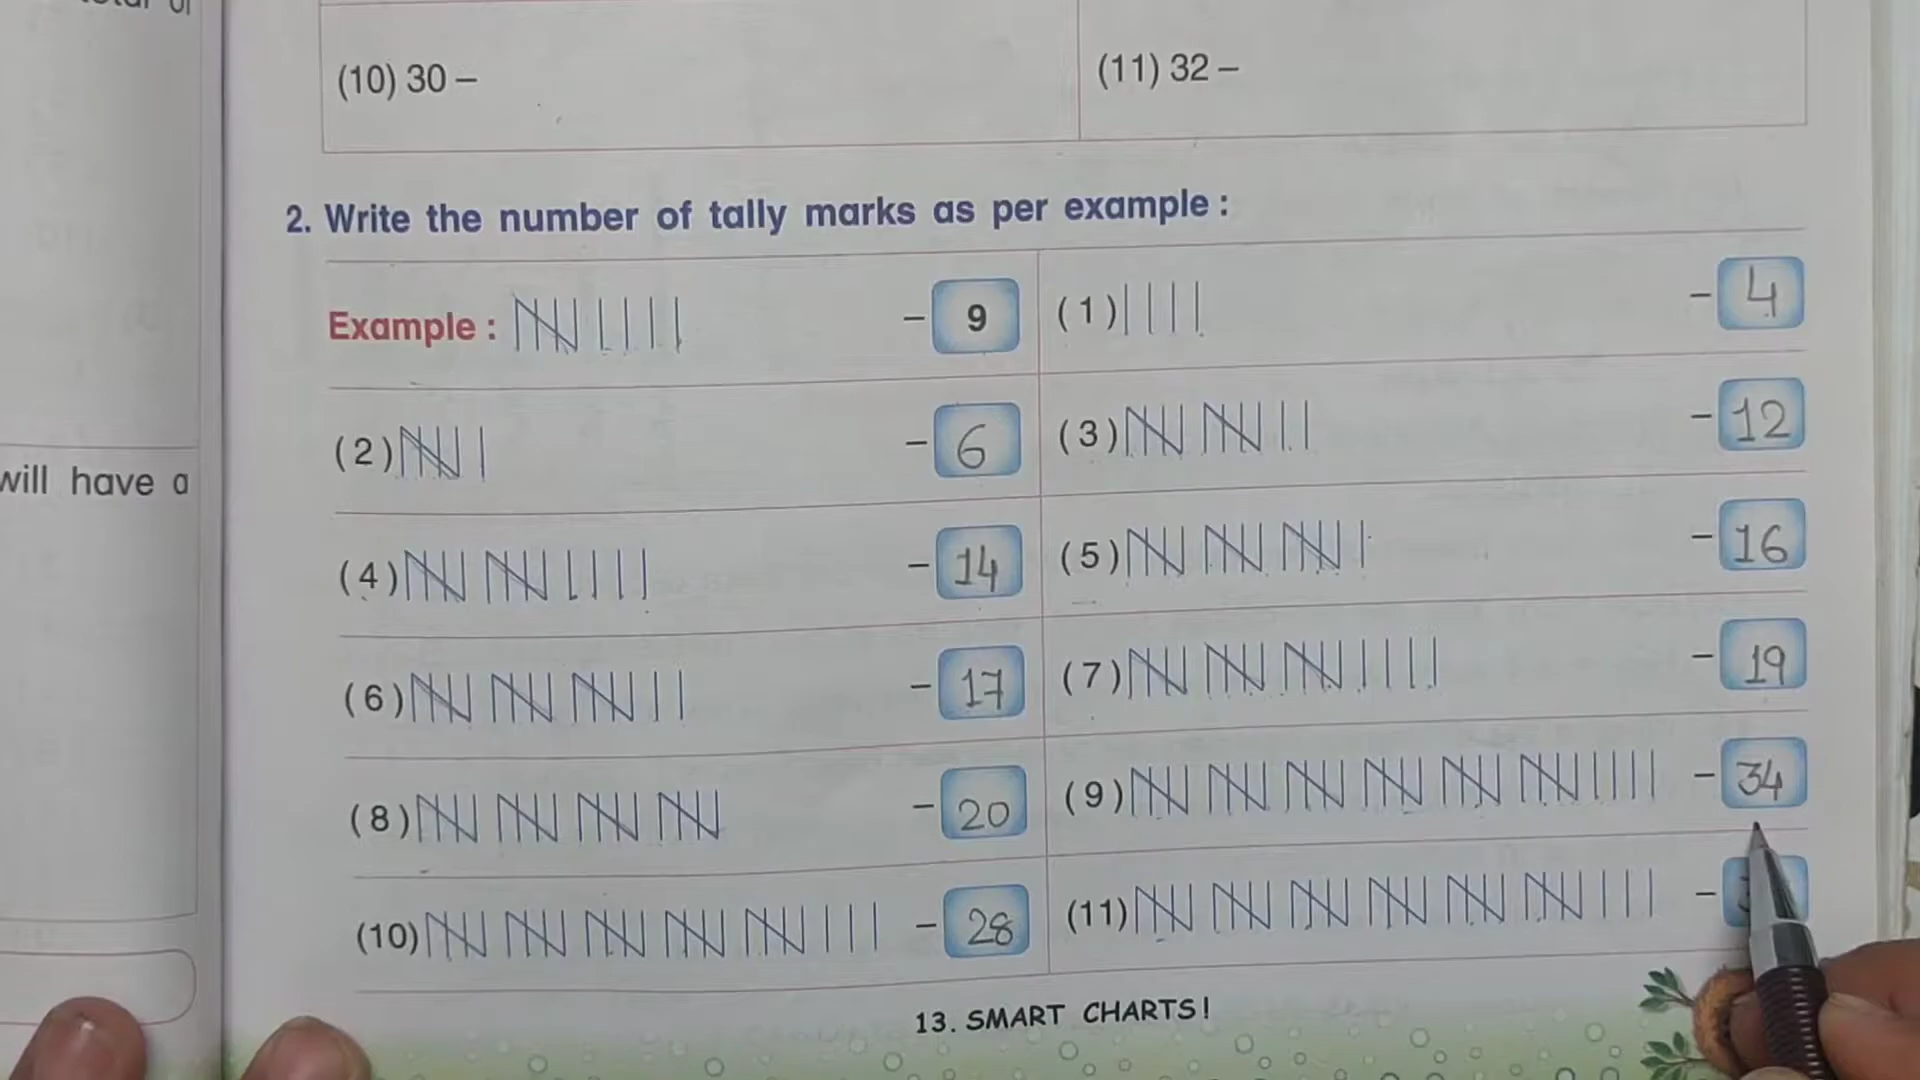 (10) 30 –
(11) 32 –
will have a
2. Write the number of tally marks as per example :
Example : – 9
(1) – 4
(2) – 6
(3) – 12
(4) – 14
(5) – 16
(6) – 17
(7) – 19
(8) – 20
(9) – 34
(10) – 28
(11) –
13. SMART CHARTS!